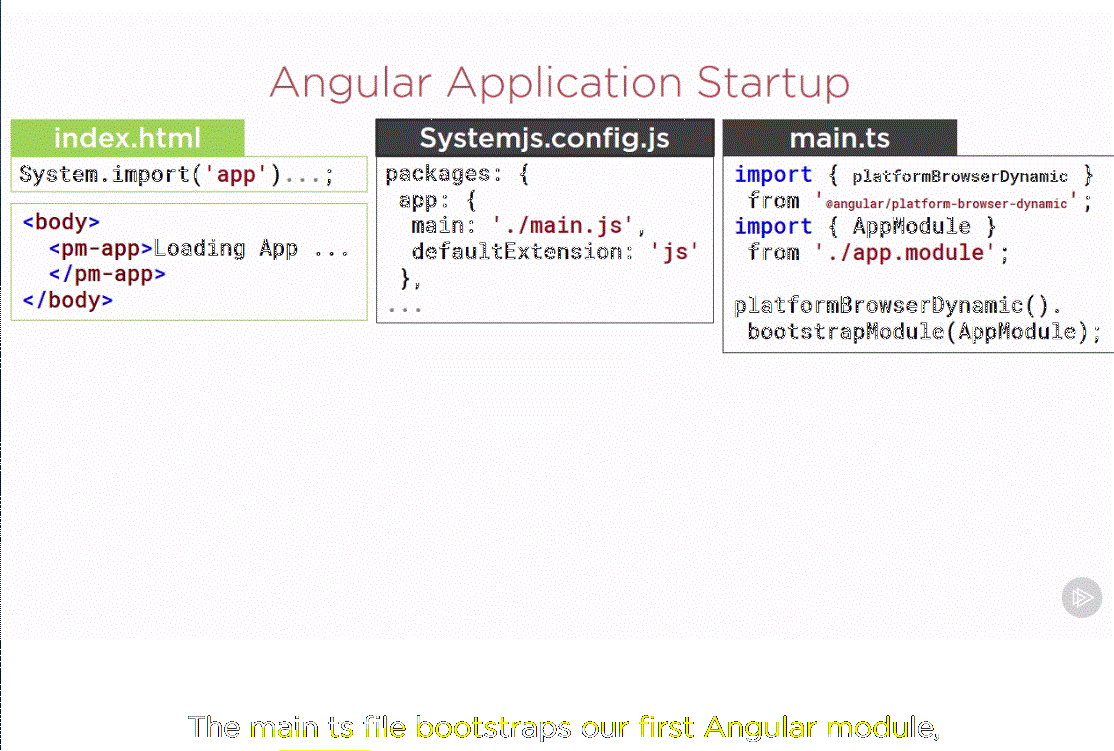 Angular Application Startup
index.html
System.import('app')...;
<body>
<pm-app>Loading App ...
</pm-app>
</body>
Systemjs.config.js
packages: {
app: {
main: './main.js',
defaultExtension: 'js'
},
...
main.ts
import { platformBrowserDynamic }
from '@angular/platform-browser-dynamic';
import { AppModule }
from './app.module';
platformBrowserDynamic().
bootstrapModule(AppModule);
The main ts file bootstraps our first Angular module,